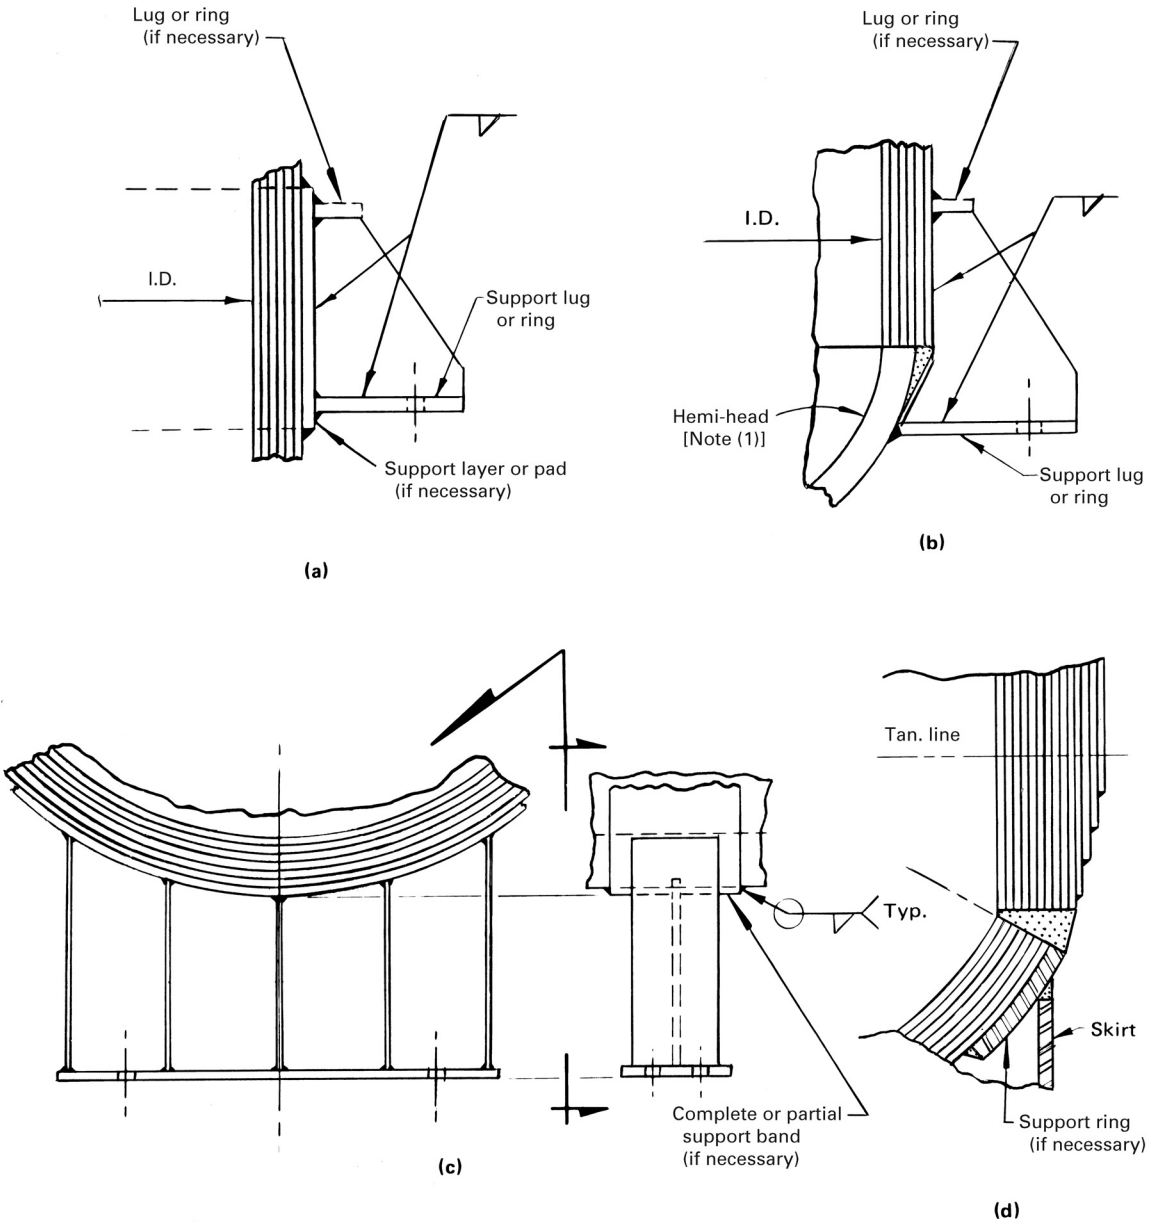 Lug or ring
(if necessary)
I.D.
Support lug
or ring
Support layer or pad
(if necessary)
(a)
Lug or ring
(if necessary)
I.D.
Hemi-head
[Note (1)]
Support lug
or ring
(b)
Typ.
Complete or partial
support band
(if necessary)
(c)
Tan. line
Skirt
Support ring
(if necessary)
(d)